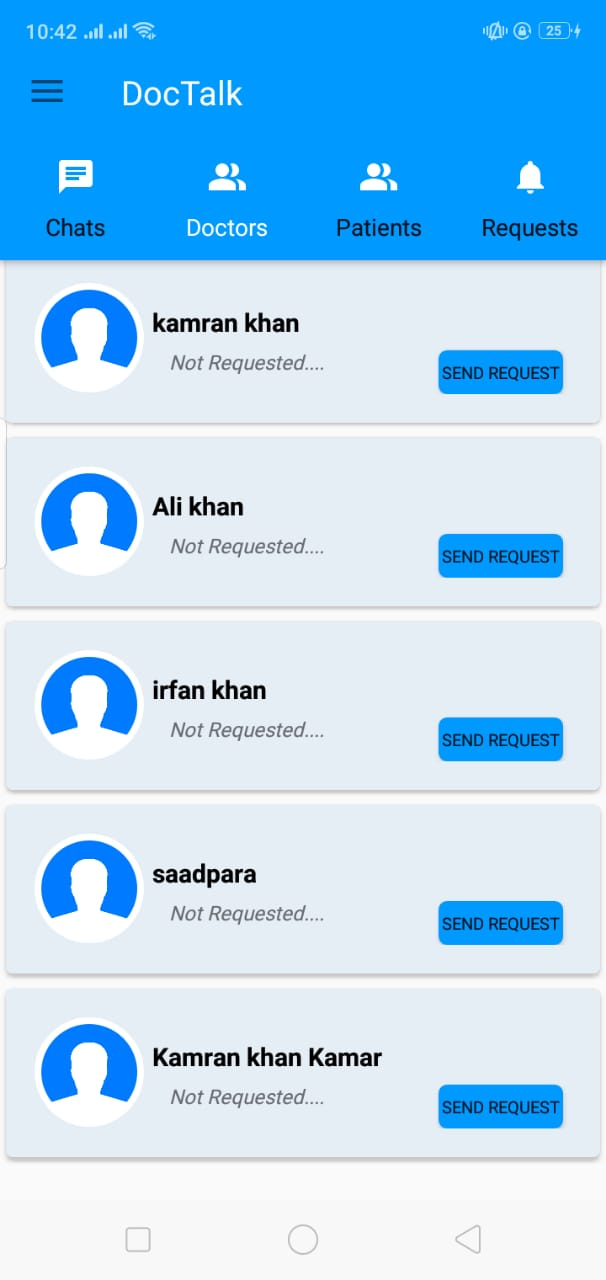 10:42
25
DocTalk
Chats
Doctors
Patients
Requests
kamran khan
Not Requested....
SEND REQUEST
Ali khan
Not Requested....
SEND REQUEST
irfan khan
Not Requested....
SEND REQUEST
saadpara
Not Requested....
SEND REQUEST
Kamran khan Kamar
Not Requested....
SEND REQUEST